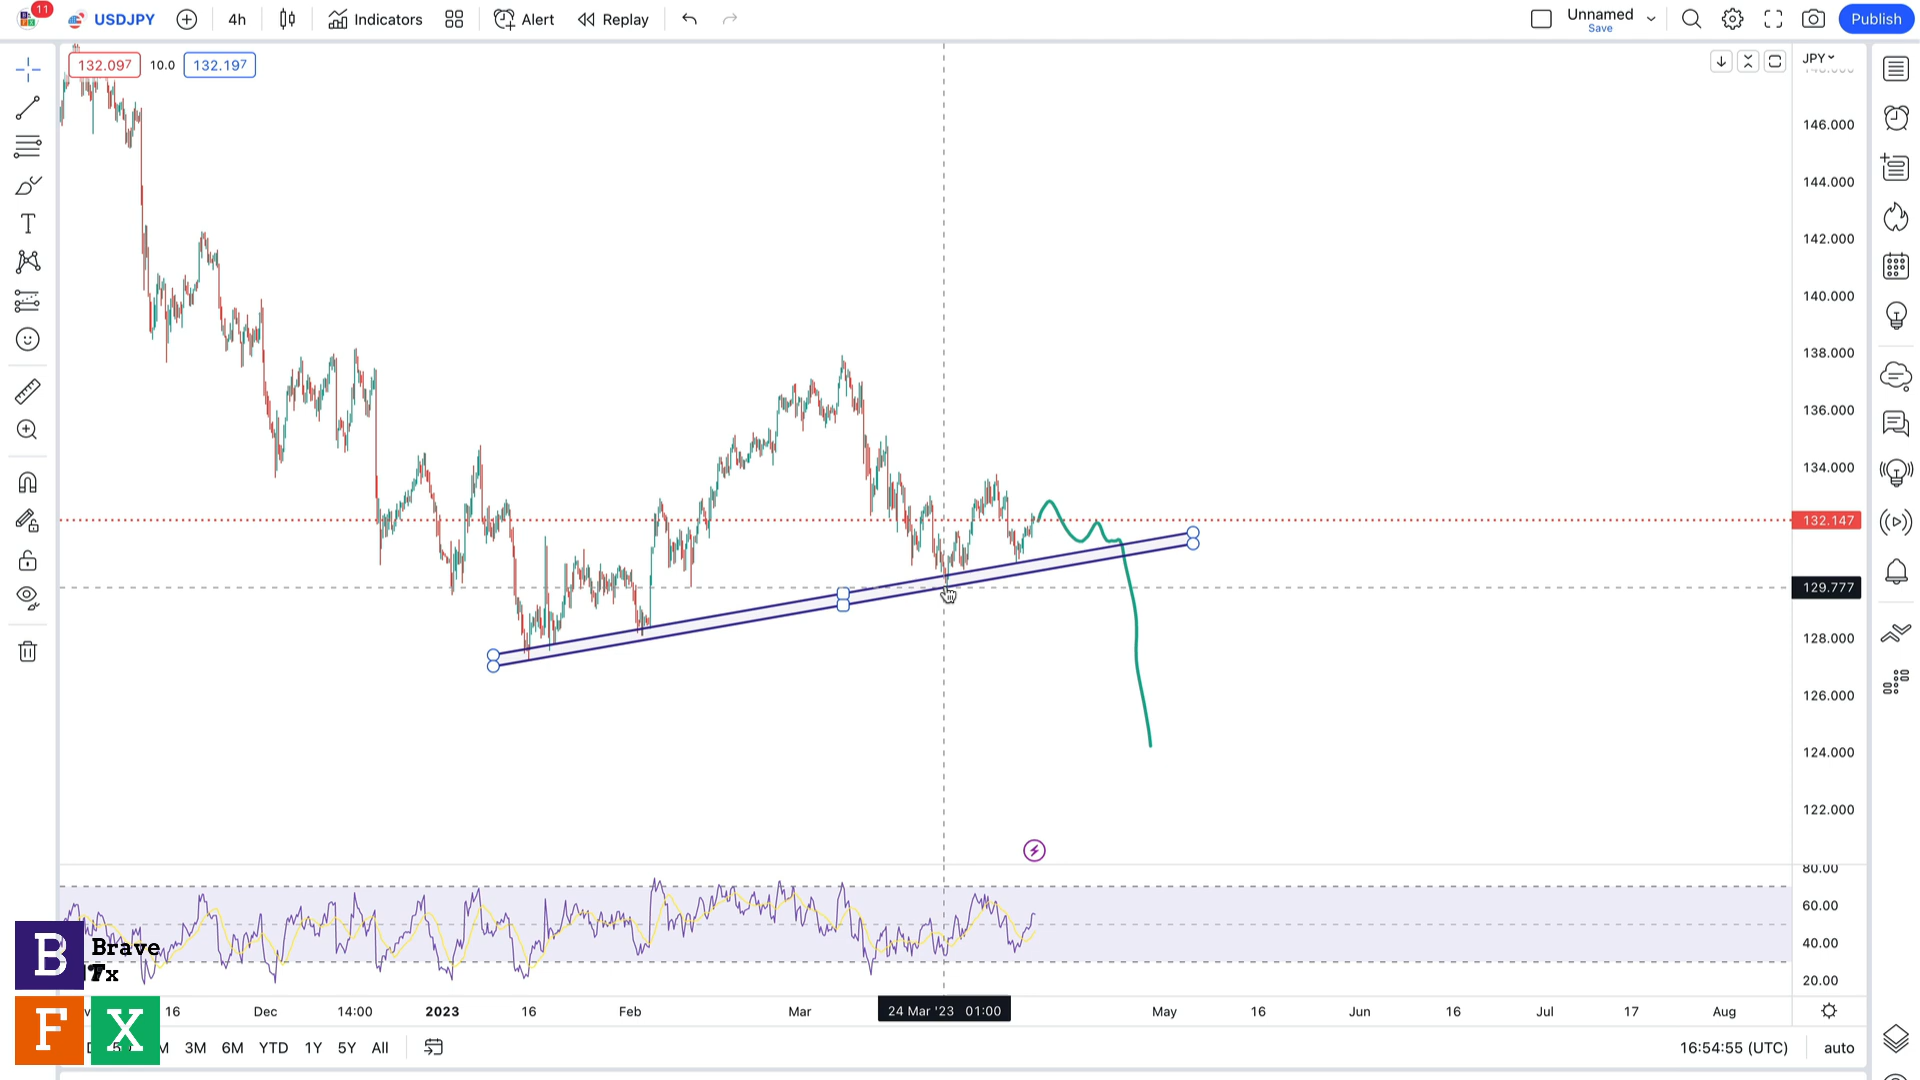 11
USDJPY
4h
Indicators
Alert
Replay
Unnamed
Save
Publish
132.097
10.0
132.197
JPY
146.000
144.000
142.000
140.000
138.000
136.000
134.000
132.147
129.777
128.000
126.000
124.000
122.000
80.00
60.00
40.00
20.00
B
Brave
FX
F
X
16
Dec
14:00
2023
16
Feb
Mar
24 Mar '23 01:00
May
16
Jun
16
Jul
17
Aug
3M
6M
YTD
1Y
5Y
All
16:54:55 (UTC)
auto